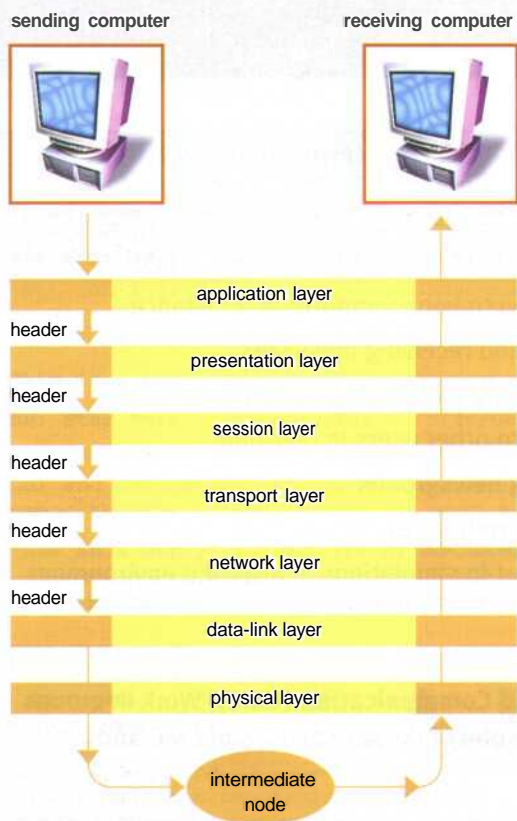 sending computer receiving computer
application layer
header
presentation layer
header
session layer
header
transport layer
header
network layer
header
data-link layer
physical layer
intermediate
node